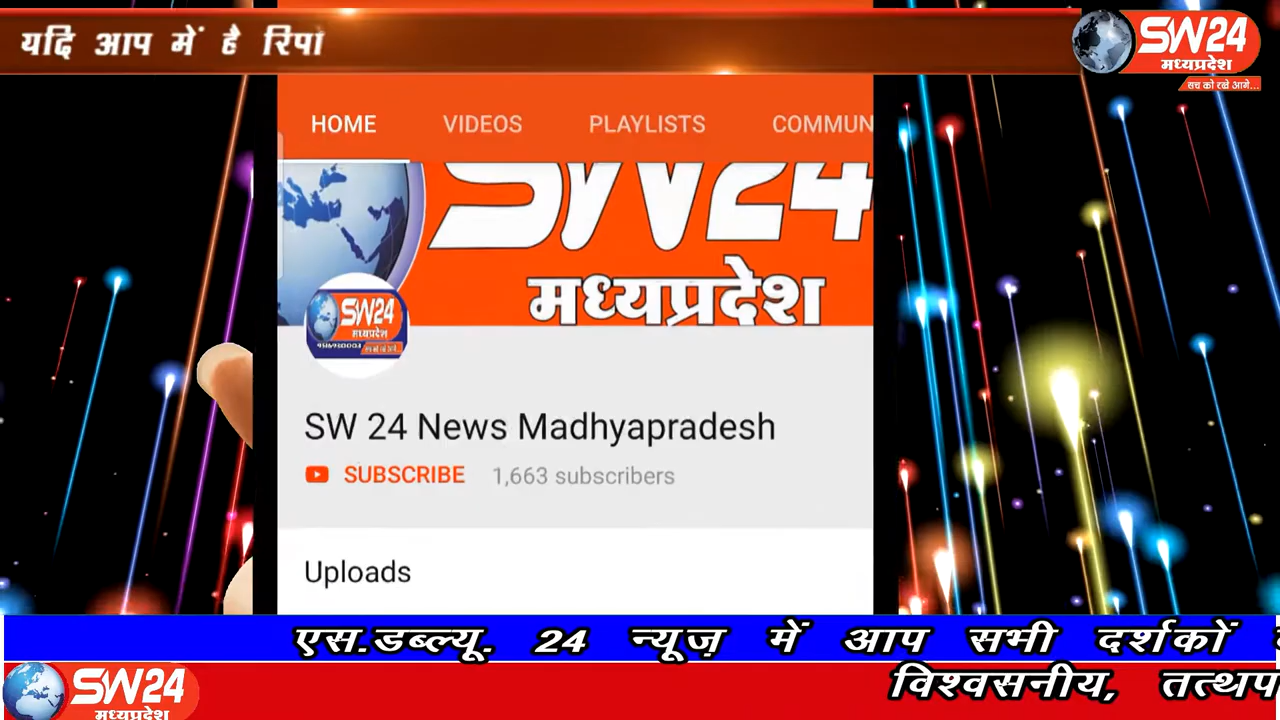 यदि आप में है रिपा
SW24
मध्यप्रदेश
सच को रखे आगे...
HOME VIDEOS PLAYLISTS COMMUN
SW24
मध्यप्रदेश
SW24
मध्यप्रदेश
SW 24 News Madhyapradesh
SUBSCRIBE 1,663 subscribers
Uploads
एस.डब्ल्यू. 24 न्यूज़ में आप सभी दर्शकों
विश्वसनीय, तत्थप
SW24
मध्यप्रदेश